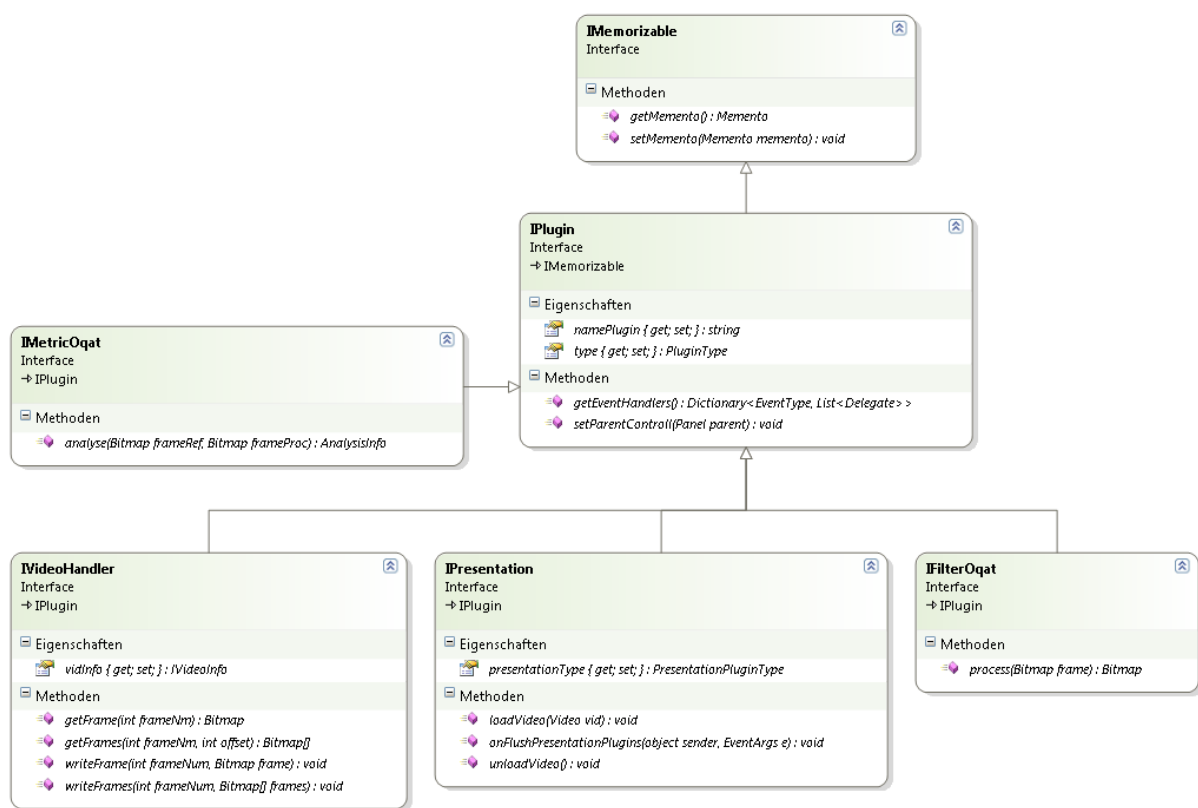 IMemorizable
Interface
Methoden
getMemento() : Memento
setMemento(Memento memento) : void
IPlugin
Interface
IMemorizable
Eigenschaften
namePlugin { get; set; } : string
type { get; set; } : PluginType
Methoden
getEventHandlers() : Dictionary<EventType, List<Delegate> >
setParentControll(Panel parent) : void
IMetricOqat
Interface
IPlugin
Methoden
analyse(Bitmap frameRef, Bitmap frameProc) : AnalysisInfo
IVideoHandler
Interface
IPlugin
Eigenschaften
vidInfo { get; set; } : IVideoInfo
Methoden
getFrame(int frameNm) : Bitmap
getFrames(int frameNm, int offset) : Bitmap[]
writeFrame(int frameNum, Bitmap frame) : void
writeFrames(int frameNum, Bitmap[] frames) : void
IPresentation
Interface
IPlugin
Eigenschaften
presentationType { get; set; } : PresentationPluginType
Methoden
loadVideo(Video vid) : void
onFlushPresentationPlugins(object sender, EventArgs e) : void
unloadVideo() : void
IFilterOqat
Interface
IPlugin
Methoden
process(Bitmap frame) : Bitmap